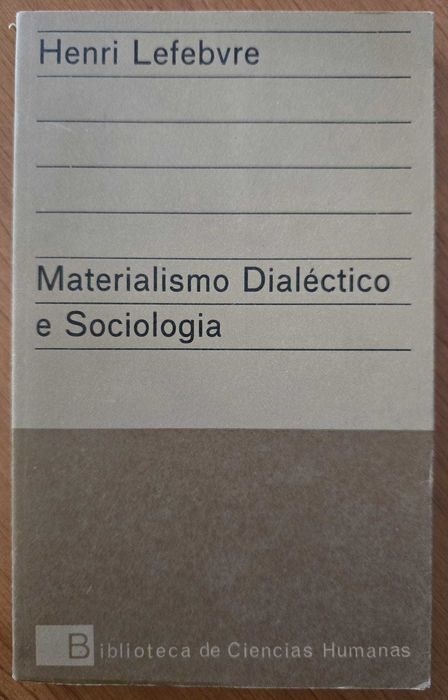 Henri Lefebvre
Materialismo Dialéctico
e Sociologia
Biblioteca de Ciencias Humanas